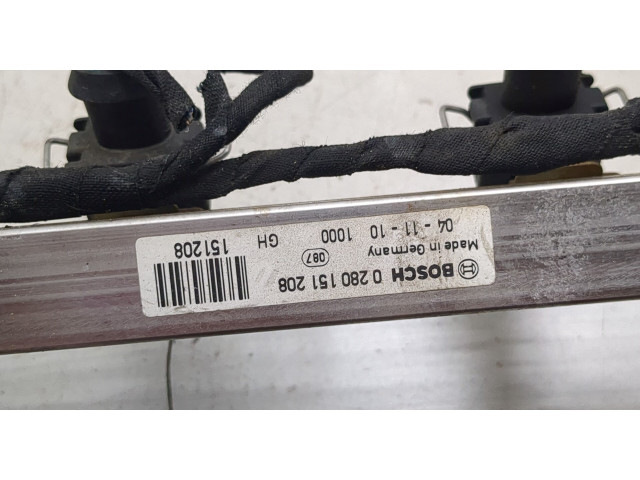 BOSCH 0 280 151 208
Made in Germany 087
04 - 11 - 10 1000 GH
151208